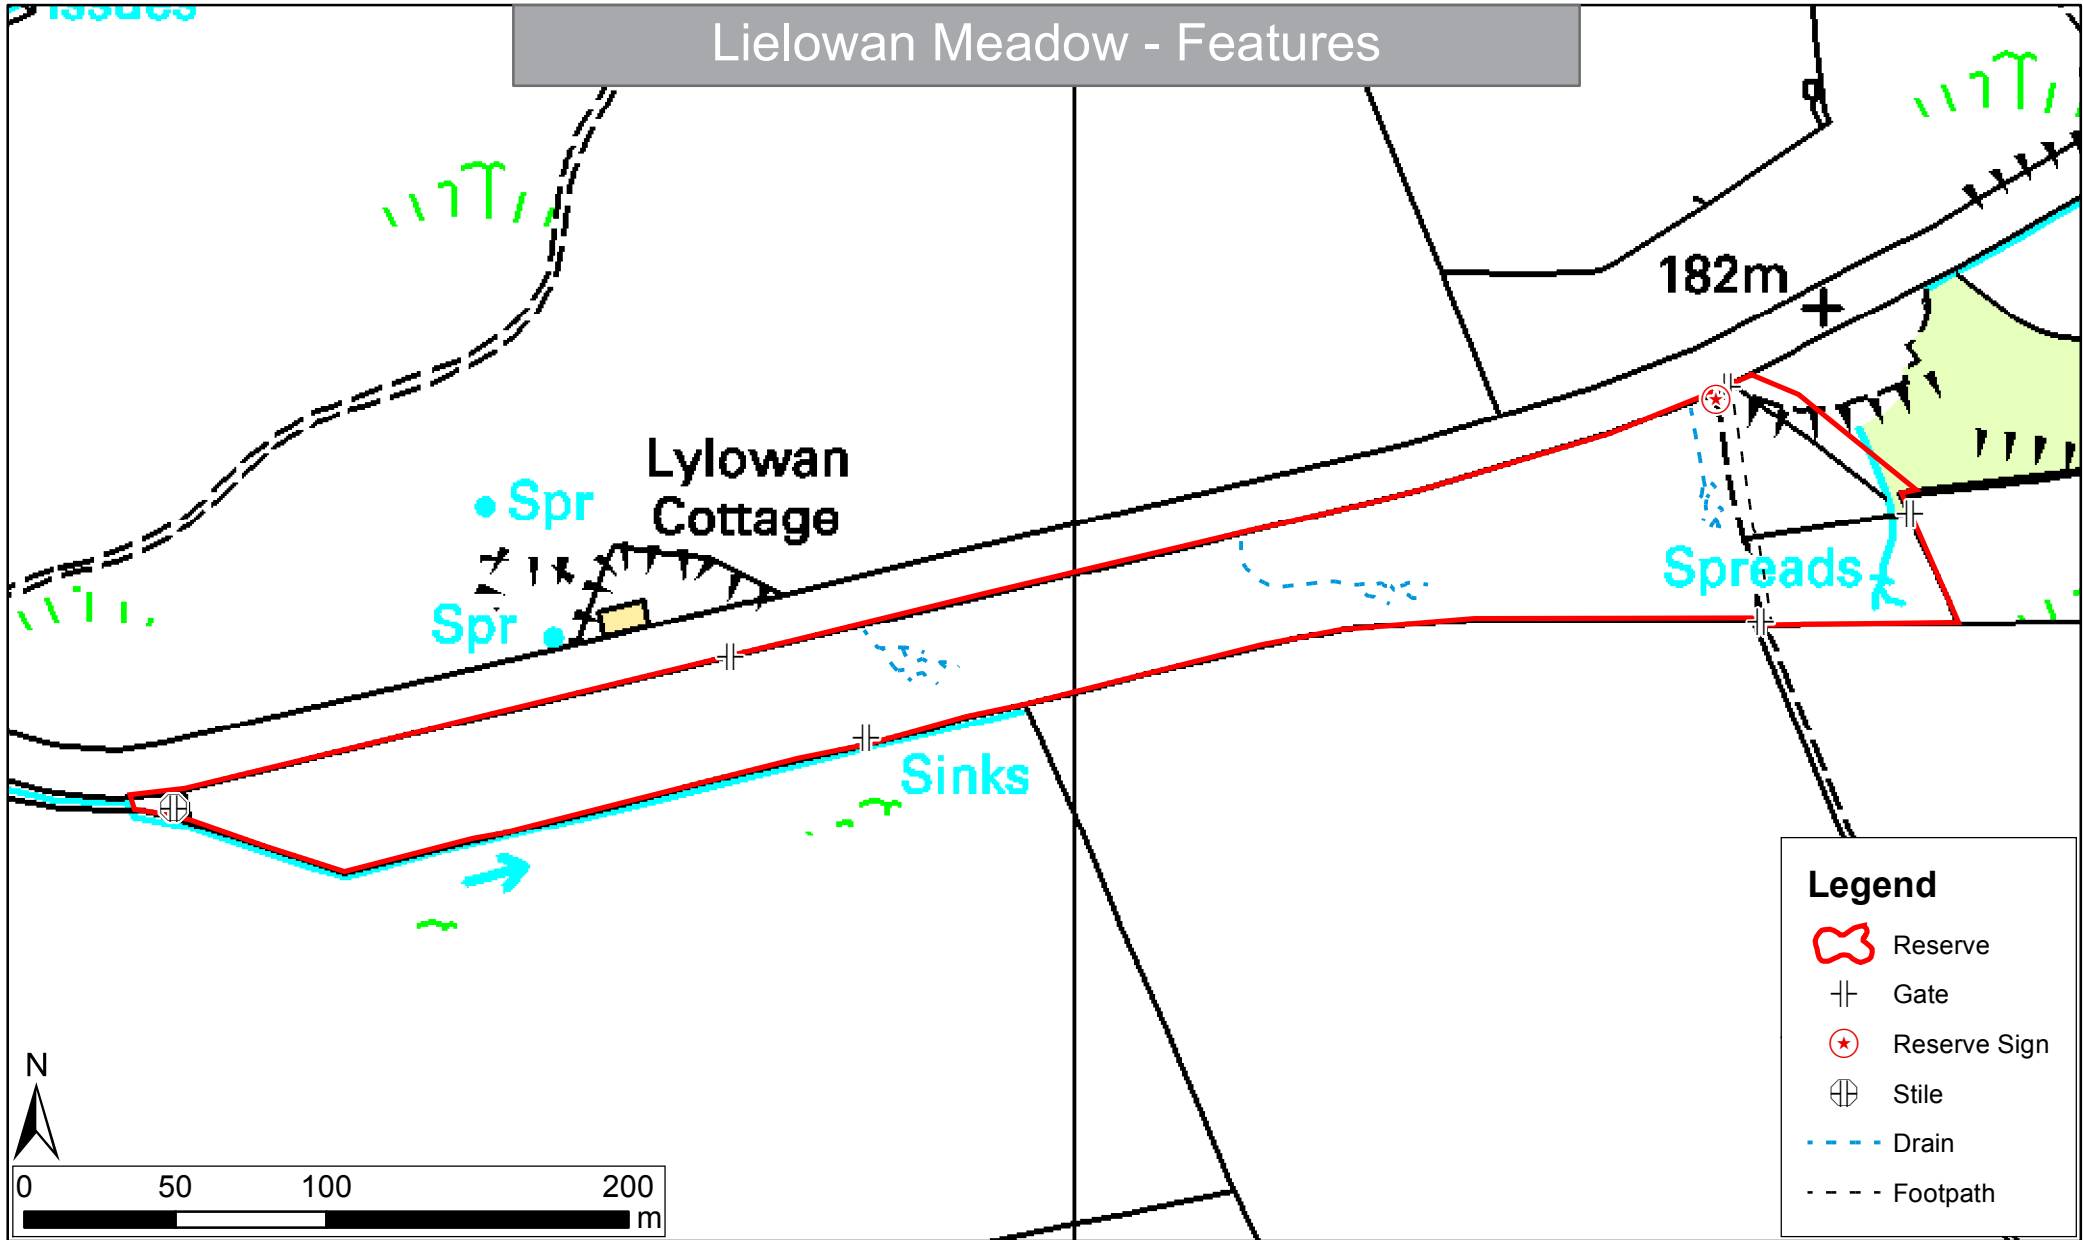 Issues
Lielowan Meadow - Features
182m
Lylowan
Cottage
Spr
Spr
Spreads
Sinks
Legend
Reserve
Gate
Reserve Sign
Stile
Drain
Footpath
N
0 50 100 200
m